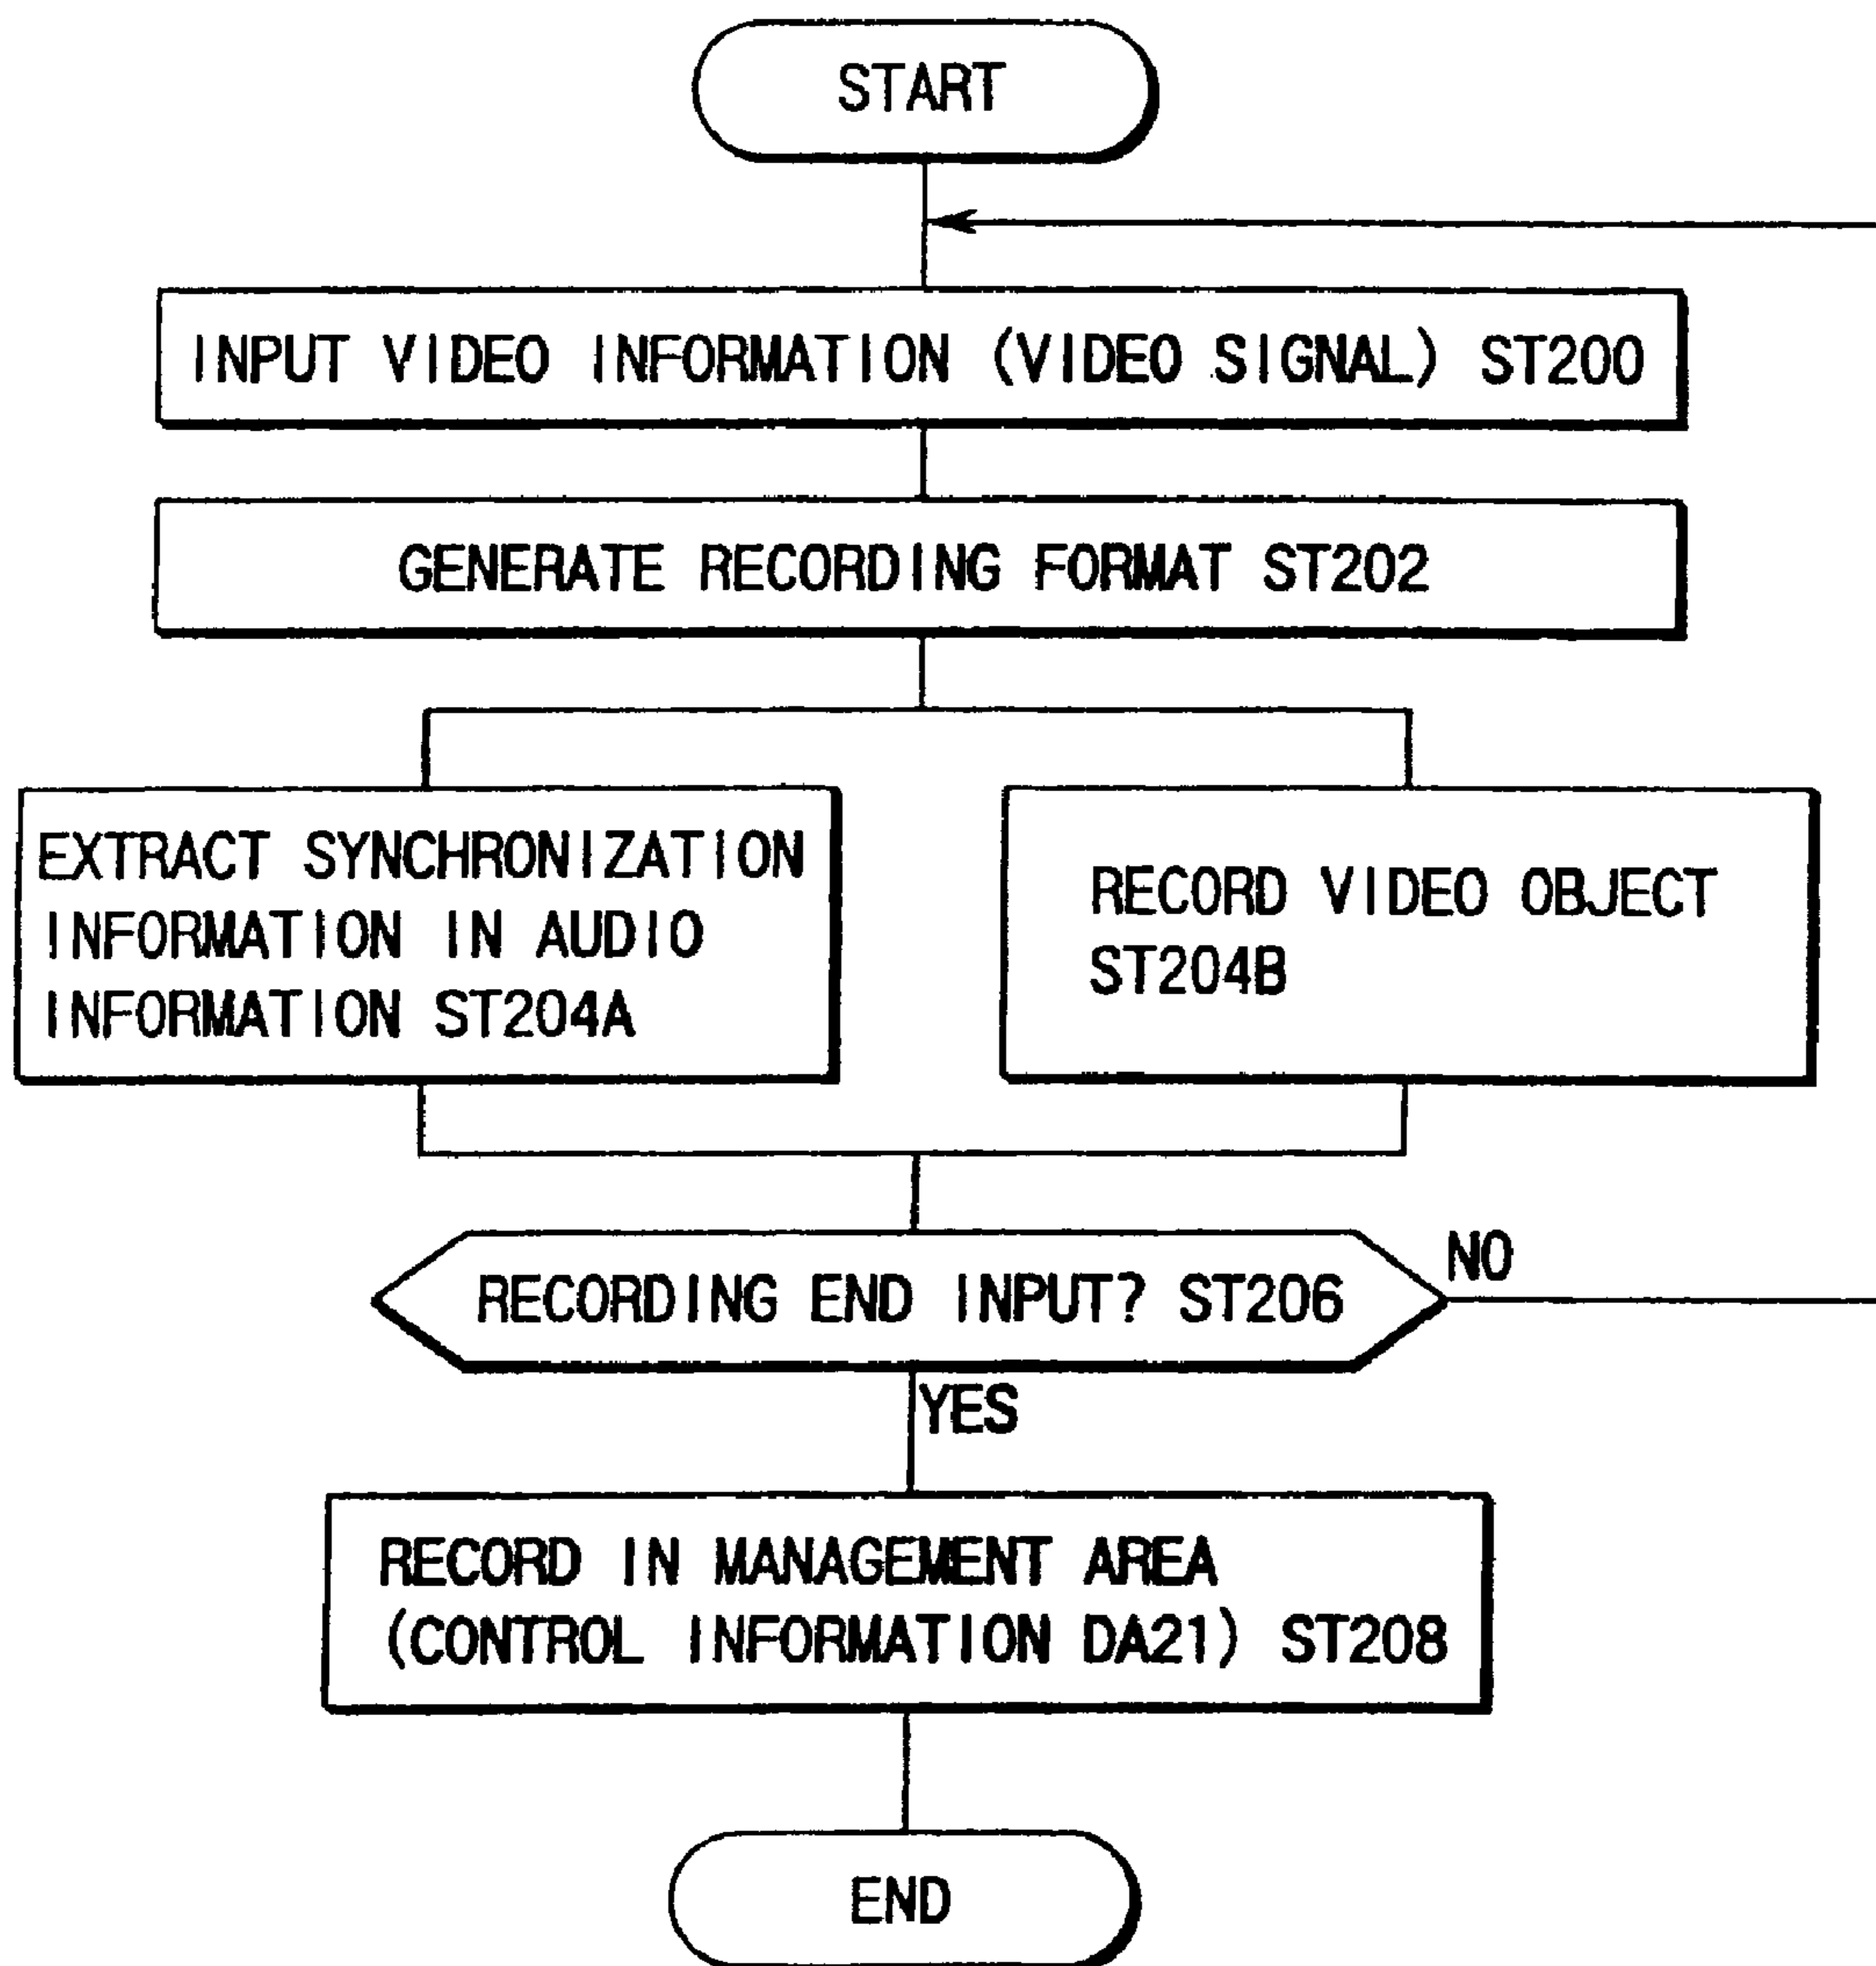 START
INPUT VIDEO INFORMATION (VIDEO SIGNAL) ST200
GENERATE RECORDING FORMAT ST202
EXTRACT SYNCHRONIZATION
INFORMATION IN AUDIO
INFORMATION ST204A
RECORD VIDEO OBJECT
ST204B
RECORDING END INPUT? ST206
NO
YES
RECORD IN MANAGEMENT AREA
(CONTROL INFORMATION DA21) ST208
END